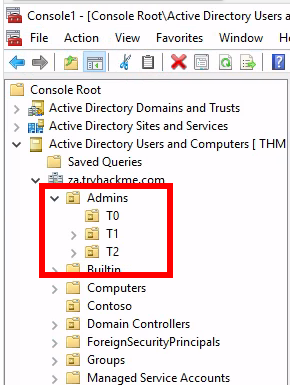 Console1 - [Console Root\Active Directory Users a
File Action View Favorites Window H
Console Root
Active Directory Domains and Trusts
Active Directory Sites and Services
Active Directory Users and Computers [ THM
Saved Queries
za.tryhackme.com
Admins
T0
T1
T2
Builtin
Computers
Contoso
Domain Controllers
ForeignSecurityPrincipals
Groups
Managed Service Accounts